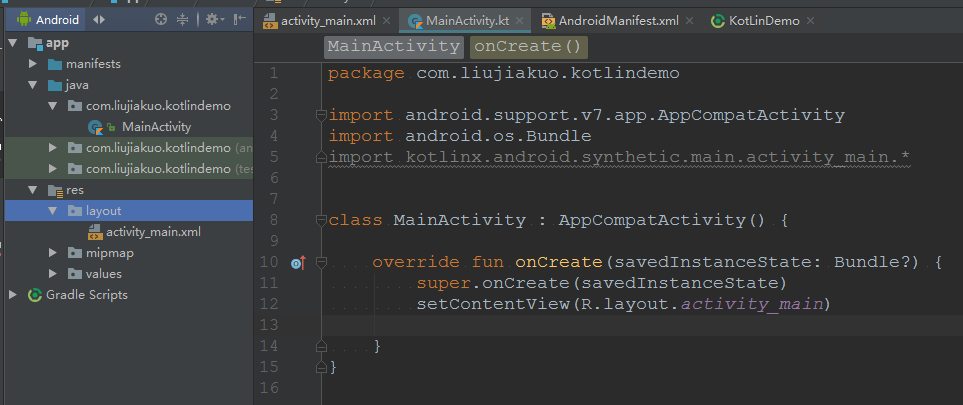 Android
activity_main.xml
MainActivity.kt
AndroidManifest.xml
KotLinDemo
app
manifests
java
com.liujiakuo.kotlindemo
MainActivity
com.liujiakuo.kotlindemo (an
com.liujiakuo.kotlindemo (tes
res
layout
activity_main.xml
mipmap
values
Gradle Scripts
MainActivity onCreate()
1 package com.liujiakuo.kotlindemo
2
3 import android.support.v7.app.AppCompatActivity
4 import android.os.Bundle
5 import kotlinx.android.synthetic.main.activity_main.*
6
7
8 class MainActivity : AppCompatActivity() {
9
10 override fun onCreate(savedInstanceState: Bundle?) {
11 super.onCreate(savedInstanceState)
12 setContentView(R.layout.activity_main)
13
14 }
15 }
16